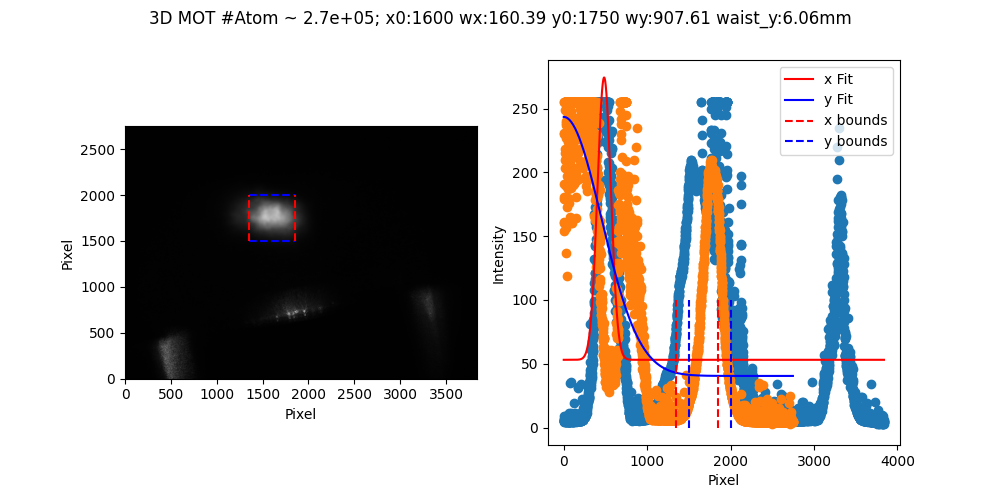 3D MOT #Atom ~ 2.7e+05; x0:1600 wx:160.39 y0:1750 wy:907.61 waist_y:6.06mm
Pixel
2500
2000
1500
1000
500
0
0 500 1000 1500 2000 2500 3000 3500
Pixel
Intensity
250
200
150
100
50
0
0 1000 2000 3000 4000
Pixel
x Fit
y Fit
x bounds
y bounds